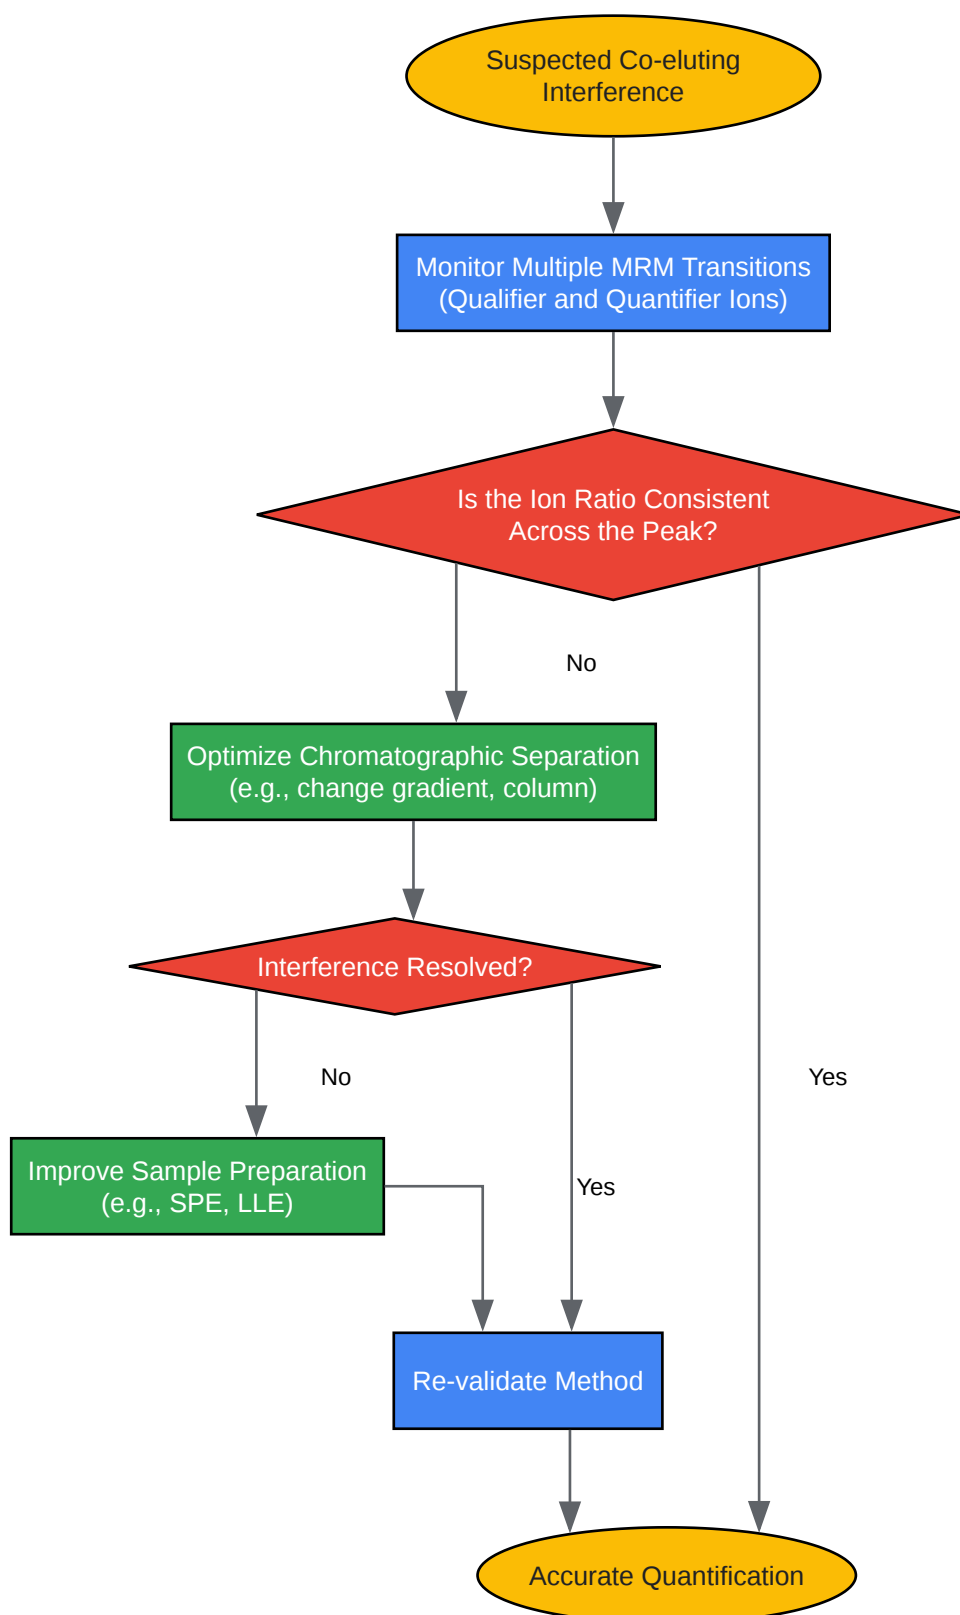 Suspected Co-eluting
Interference
Monitor Multiple MRM Transitions
(Qualifier and Quantifier Ions)
Is the Ion Ratio Consistent
Across the Peak?
No
Optimize Chromatographic Separation
(e.g., change gradient, column)
Interference Resolved?
No
Yes
Improve Sample Preparation
(e.g., SPE, LLE)
Yes
Re-validate Method
Accurate Quantification